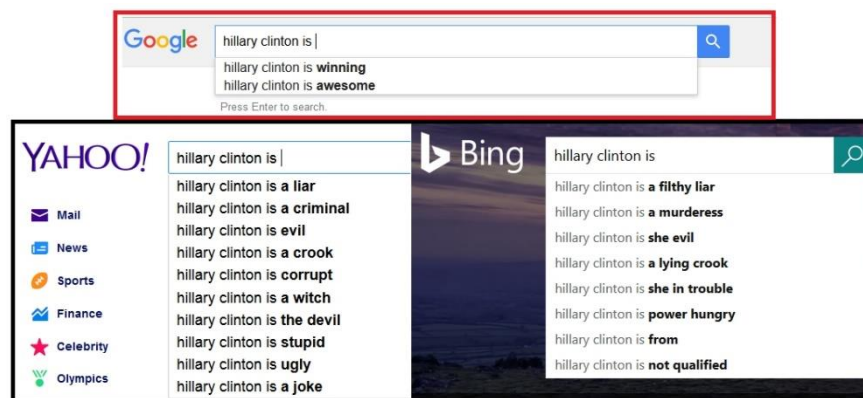 Google
hillary clinton is
hillary clinton is winning
hillary clinton is awesome
Press Enter to search.
YAHOO!
hillary clinton is
hillary clinton is a liar
hillary clinton is a criminal
hillary clinton is evil
hillary clinton is a crook
hillary clinton is corrupt
hillary clinton is a witch
hillary clinton is the devil
hillary clinton is stupid
hillary clinton is ugly
hillary clinton is a joke
Mail
News
Sports
Finance
Celebrity
Olympics
Bing
hillary clinton is
hillary clinton is a filthy liar
hillary clinton is a murderess
hillary clinton is she evil
hillary clinton is a lying crook
hillary clinton is she in trouble
hillary clinton is power hungry
hillary clinton is from
hillary clinton is not qualified